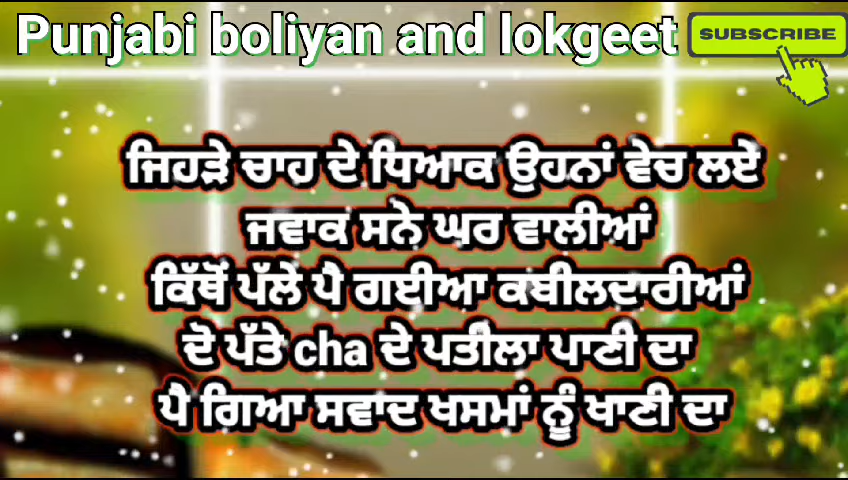 Punjabi boliyan and lokgeet SUBSCRIBE
ਜਿਹੜੇ ਚਾਹ ਦੇ ਧਿਆਕ ਉਹਨਾਂ ਵੇਚ ਲਏ
ਜਵਾਕ ਸਨੇ ਘਰ ਵਾਲੀਆਂ
ਕਿੱਥੋਂ ਪੱਲੇ ਪੈ ਗਈਆ ਕਬੀਲਦਾਰੀਆਂ
ਦੋ ਪੱਤੇ cha ਦੇ ਪਤੀਲਾ ਪਾਣੀ ਦਾ
ਪੈ ਗਿਆ ਸਵਾਦ ਖਸਮਾਂ ਨੂੰ ਖਾਣੀ ਦਾ